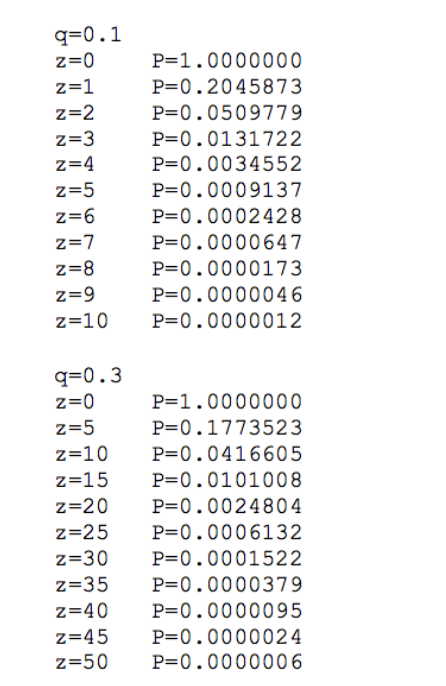 q=0.1
z=0 P=1.0000000
z=1 P=0.2045873
z=2 P=0.0509779
z=3 P=0.0131722
z=4 P=0.0034552
z=5 P=0.0009137
z=6 P=0.0002428
z=7 P=0.0000647
z=8 P=0.0000173
z=9 P=0.0000046
z=10 P=0.0000012
q=0.3
z=0 P=1.0000000
z=5 P=0.1773523
z=10 P=0.0416605
z=15 P=0.0101008
z=20 P=0.0024804
z=25 P=0.0006132
z=30 P=0.0001522
z=35 P=0.0000379
z=40 P=0.0000095
z=45 P=0.0000024
z=50 P=0.0000006